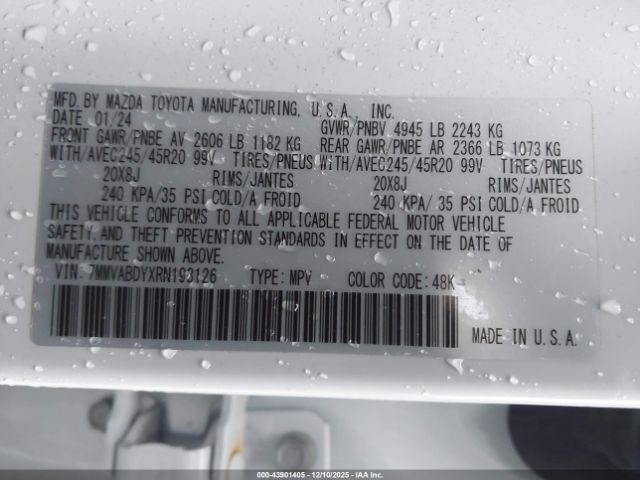 MFD. BY MAZDA TOYOTA MANUFACTURING, U.S.A., INC.
DATE 01/24 GVWR/PNBV 4945 LB 2243 KG
FRONT GAWR/PNBE AV 2606 LB 1182 KG REAR GAWR/PNBE AR 2366 LB 1073 KG
WITH/AVEC245/45R20 99V TIRES/PNEUS WITH/AVEC245/45R20 99V TIRES/PNEUS
20X8J RIMS/JANTES 20X8J RIMS/JANTES
240 KPA/35 PSI COLD/A FROID 240 KPA/ 35 PSI COLD/A FROID
THIS VEHICLE CONFORMS TO ALL APPLICABLE FEDERAL MOTOR VEHICLE
SAFETY, AND THEFT PREVENTION STANDARDS IN EFFECT ON THE DATE OF
MANUFACTURE SHOWN ABOVE.
VIN: 7MMVABDYXRN193126 TYPE: MPV COLOR CODE: 48K
MADE IN U.S.A.
000-43901405 • 12/10/2025 • IAA Inc.